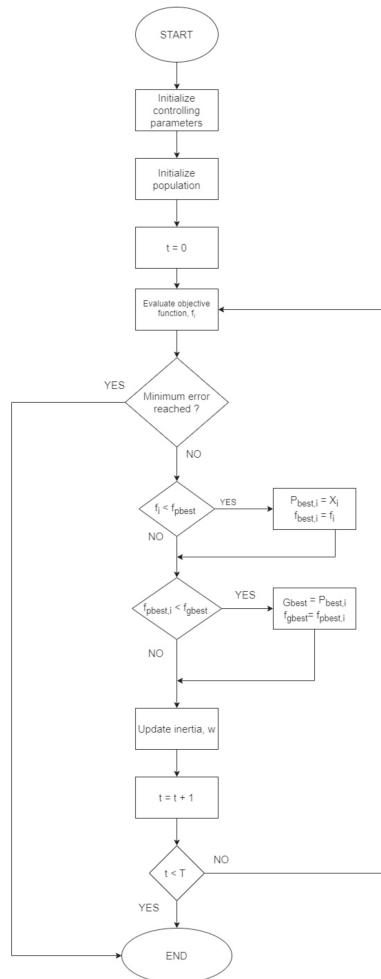 START
Initialize
controlling
parameters
Initialize
population
t = 0
Evaluate objective
function, fi
YES
Minimum error
reached ?
NO
fi < fpbest
YES
Pbest,i = Xi
fbest,i = fi
NO
fpbest,i < fgbest
YES
Gbest = Pbest,i
fgbest= fpbest,i
NO
Update inertia, w
t = t + 1
t < T
NO
YES
END